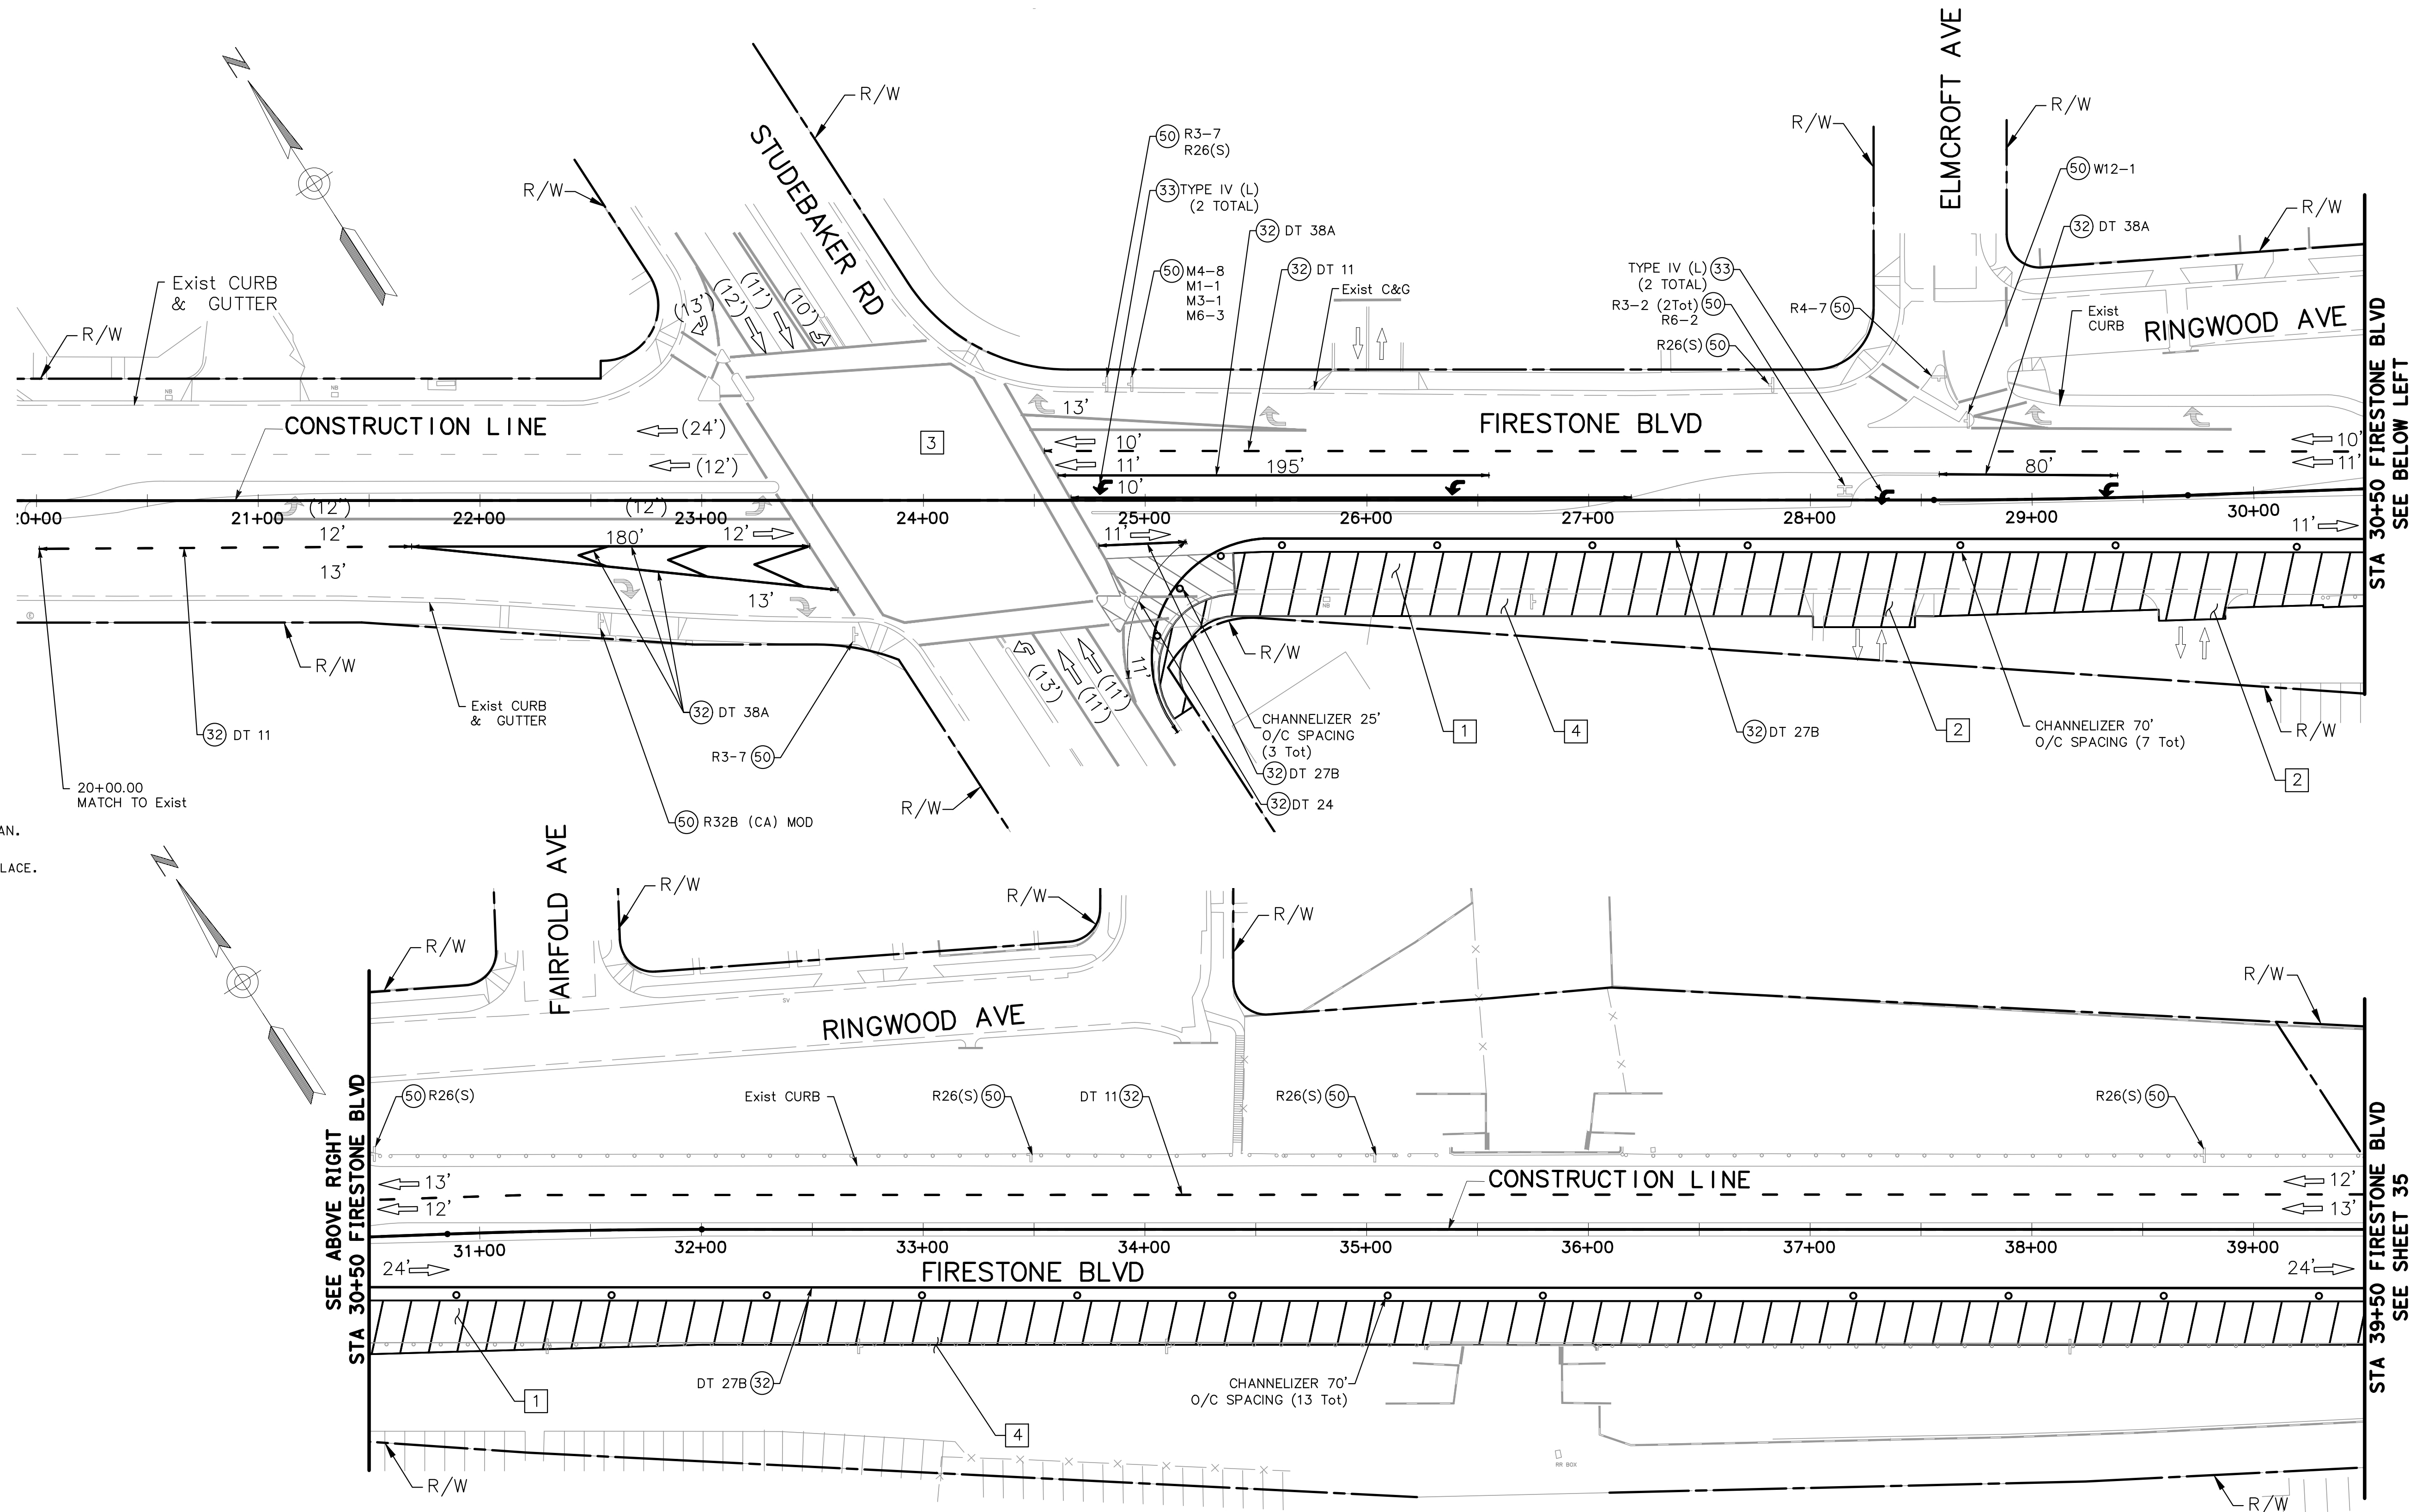 N
R/W
Exist CURB
& GUTTER
R/W
STUDEBAKER RD
R/W
R/W
(13')
(12')
(11')
(10')
50 R3-7
R26(S)
33 TYPE IV (L)
(2 TOTAL)
32 DT 38A
50 M4-8
M1-1
M3-1
M6-3
32 DT 11
Exist C&G
R/W
ELMCROFT AVE
R/W
50 W12-1
R/W
32 DT 38A
TYPE IV (L) 33
(2 TOTAL)
R3-2 (2Tot) 50
R6-2
R4-7 50
R26(S) 50
Exist
CURB
RINGWOOD AVE
STA 30+50 FIRESTONE BLVD
SEE BELOW LEFT
NB
NB
CONSTRUCTION LINE
(24')
(12')
3
13'
FIRESTONE BLVD
10'
11'
195'
10'
80'
10'
11'
20+00
21+00
22+00
23+00
24+00
25+00
26+00
27+00
28+00
29+00
30+00
(12')
(12')
12'
180'
12'
13'
13'
11'
11'
R/W
Exist CURB
& GUTTER
32 DT 11
20+00.00
MATCH TO Exist
32 DT 38A
R3-7 50
50 R32B (CA) MOD
R/W
(13')
(11')
(11')
11'
NB
R/W
CHANNELIZER 25'
O/C SPACING
(3 Tot)
32 DT 27B
32 DT 24
1
4
32 DT 27B
2
CHANNELIZER 70'
O/C SPACING (7 Tot)
R/W
2
AN.
LACE.
N
FAIRFOLD AVE
R/W
R/W
R/W
R/W
R/W
SV
RINGWOOD AVE
SEE ABOVE RIGHT
STA 30+50 FIRESTONE BLVD
50 R26(S)
Exist CURB
R26(S) 50
DT 11 32
R26(S) 50
R26(S) 50
13'
12'
CONSTRUCTION LINE
12'
13'
31+00
32+00
33+00
34+00
35+00
36+00
37+00
38+00
39+00
24'
FIRESTONE BLVD
24'
STA 39+50 FIRESTONE BLVD
SEE SHEET 35
1
DT 27B 32
4
CHANNELIZER 70'
O/C SPACING (13 Tot)
R/W
RR BOX
R/W